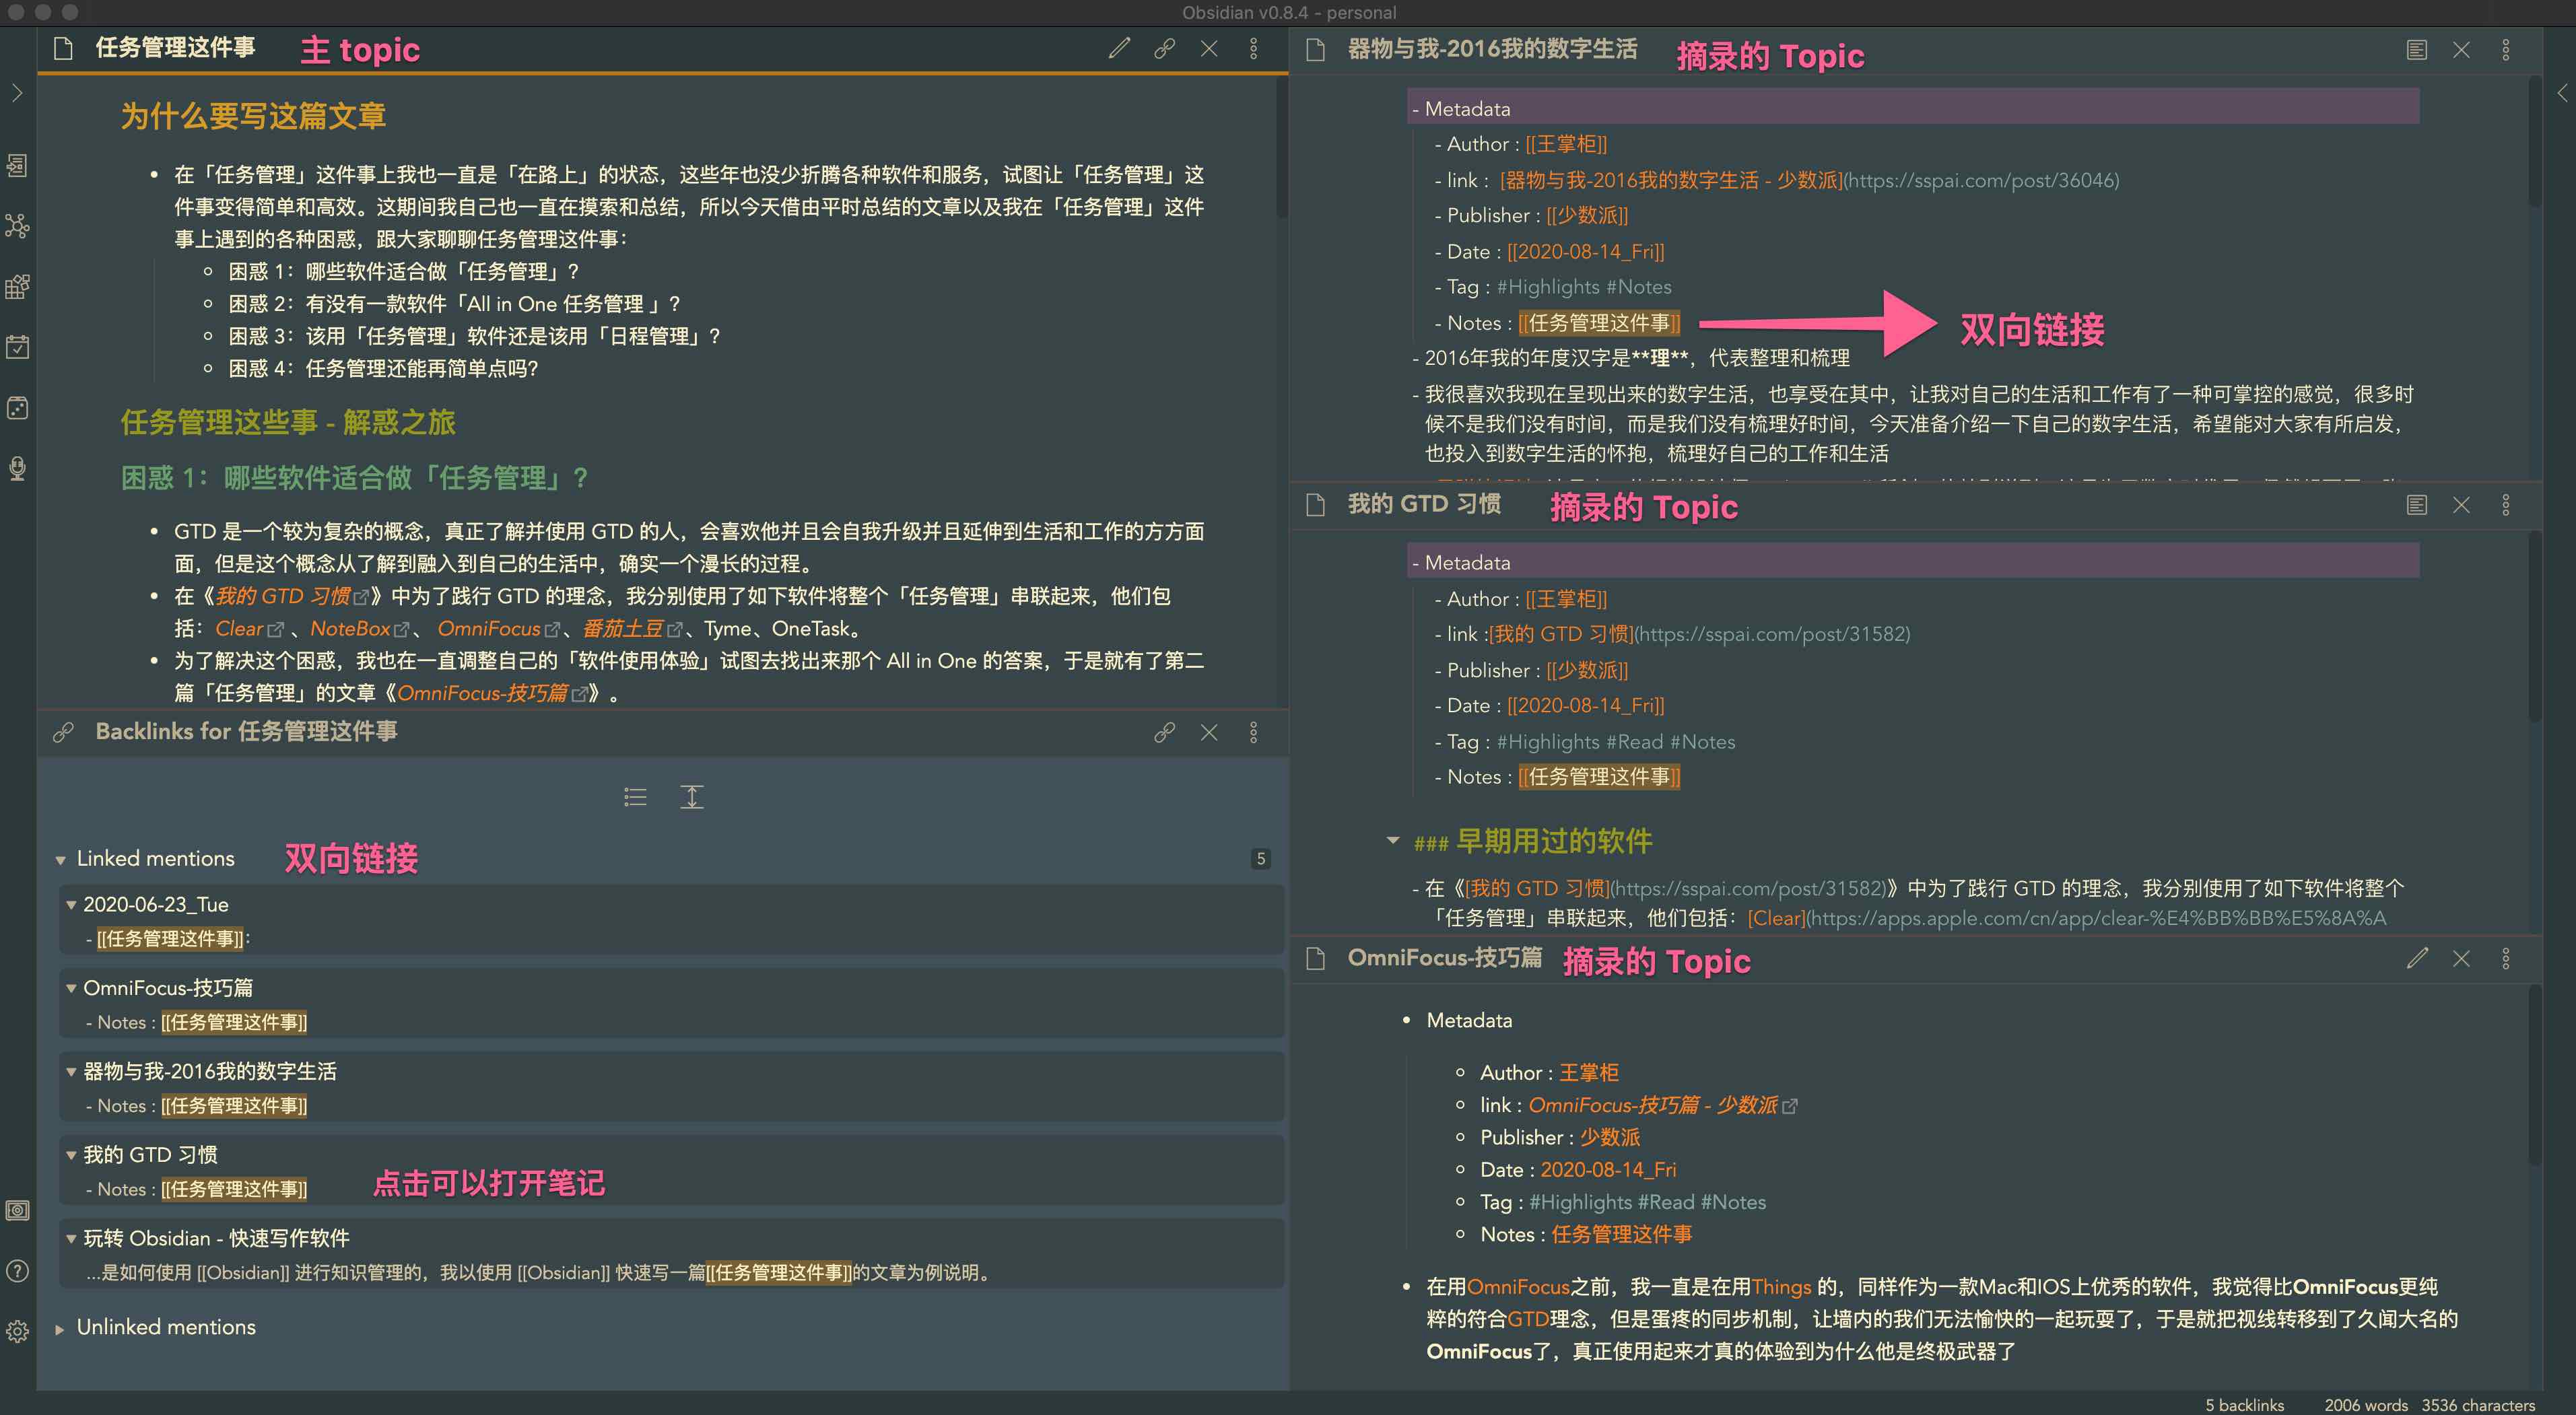 Obsidian v0.8.4 - personal
任务管理这件事
主 topic
为什么要写这篇文章
在「任务管理」这件事上我也一直是「在路上」的状态，这些年也没少折腾各种软件和服务，试图让「任务管理」这
件事变得简单和高效。这期间我自己也一直在摸索和总结，所以今天借由平时总结的文章以及我在「任务管理」这件
事上遇到的各种困惑，跟大家聊聊任务管理这件事：
困惑 1：哪些软件适合做「任务管理」？
困惑 2：有没有一款软件「All in One 任务管理 」？
困惑 3：该用「任务管理」软件还是该用「日程管理」？
困惑 4：任务管理还能再简单点吗？
任务管理这些事 - 解惑之旅
困惑 1：哪些软件适合做「任务管理」？
GTD 是一个较为复杂的概念，真正了解并使用 GTD 的人，会喜欢他并且会自我升级并且延伸到生活和工作的方方面
面，但是这个概念从了解到融入到自己的生活中，确实一个漫长的过程。
在《我的 GTD 习惯》中为了践行 GTD 的理念，我分别使用了如下软件将整个「任务管理」串联起来，他们包
括：Clear 、NoteBox、 OmniFocus、番茄土豆、Tyme、OneTask。
为了解决这个困惑，我也在一直调整自己的「软件使用体验」试图去找出来那个 All in One 的答案，于是就有了第二
篇「任务管理」的文章《OmniFocus-技巧篇》。
Backlinks for 任务管理这件事
Linked mentions
双向链接
5
2020-06-23_Tue
- [[任务管理这件事]]:
OmniFocus-技巧篇
- Notes : [[任务管理这件事]]
器物与我-2016我的数字生活
- Notes : [[任务管理这件事]]
我的 GTD 习惯
- Notes : [[任务管理这件事]]
点击可以打开笔记
玩转 Obsidian - 快速写作软件
...是如何使用 [[Obsidian]] 进行知识管理的，我以使用 [[Obsidian]] 快速写一篇[[任务管理这件事]]的文章为例说明。
Unlinked mentions
器物与我-2016我的数字生活
摘录的 Topic
- Metadata
- Author : [[王掌柜]]
- link : [器物与我-2016我的数字生活 - 少数派](https://sspai.com/post/36046)
- Publisher : [[少数派]]
- Date : [[2020-08-14_Fri]]
- Tag : #Highlights #Notes
- Notes : [[任务管理这件事]]
双向链接
- 2016年我的年度汉字是**理**，代表整理和梳理
- 我很喜欢我现在呈现出来的数字生活，也享受在其中，让我对自己的生活和工作有了一种可掌控的感觉，很多时
候不是我们没有时间，而是我们没有梳理好时间，今天准备介绍一下自己的数字生活，希望能对大家有所启发，
也投入到数字生活的怀抱，梳理好自己的工作和生活
我的 GTD 习惯
摘录的 Topic
- Metadata
- Author : [[王掌柜]]
- link :[我的 GTD 习惯](https://sspai.com/post/31582)
- Publisher : [[少数派]]
- Date : [[2020-08-14_Fri]]
- Tag : #Highlights #Read #Notes
- Notes : [[任务管理这件事]]
### 早期用过的软件
- 在《[我的 GTD 习惯](https://sspai.com/post/31582)》中为了践行 GTD 的理念，我分别使用了如下软件将整个
「任务管理」串联起来，他们包括：[Clear](https://apps.apple.com/cn/app/clear-%E4%BB%BB%E5%8A%A
OmniFocus-技巧篇
摘录的 Topic
Metadata
Author : 王掌柜
link : OmniFocus-技巧篇 - 少数派
Publisher : 少数派
Date : 2020-08-14_Fri
Tag : #Highlights #Read #Notes
Notes : 任务管理这件事
在用OmniFocus之前，我一直是在用Things 的，同样作为一款Mac和IOS上优秀的软件，我觉得比OmniFocus更纯
粹的符合GTD理念，但是蛋疼的同步机制，让墙内的我们无法愉快的一起玩耍了，于是就把视线转移到了久闻大名的
OmniFocus了，真正使用起来才真的体验到为什么他是终极武器了
5 backlinks
2006 words
3536 characters